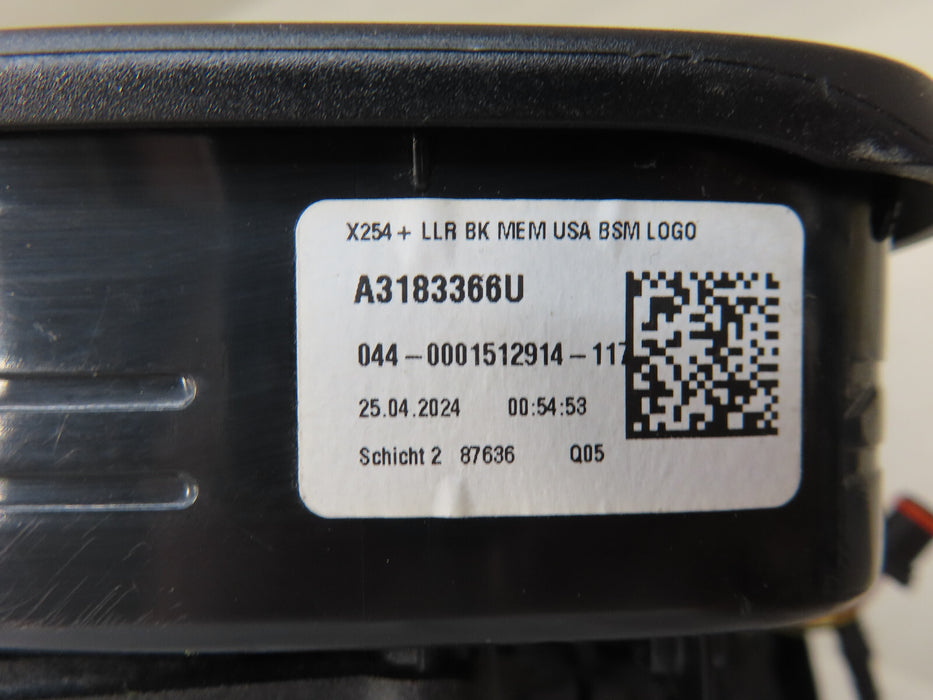 X254 + LLR BK MEM USA BSM LOGO
A3183366U
044-0001512914-117
25.04.2024 00:54:53
Schicht 2 87636 Q05